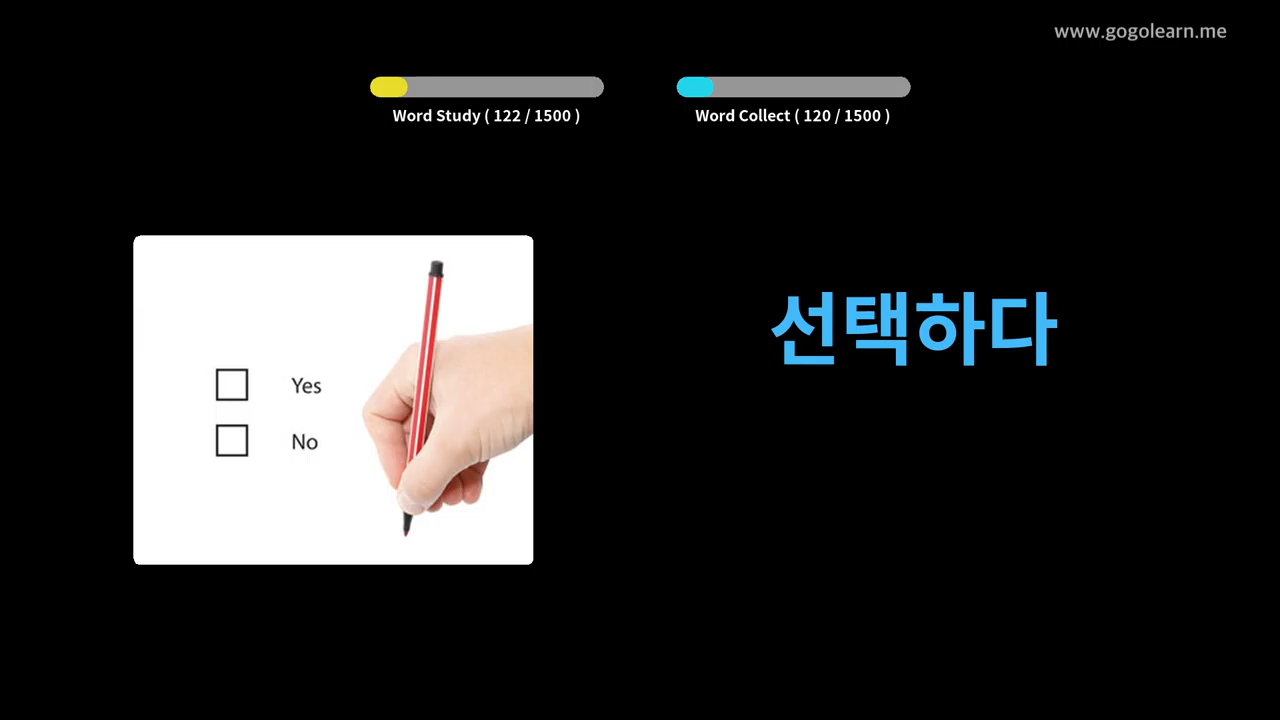 www.gogolearn.me
Word Study ( 122 / 1500 )
Word Collect ( 120 / 1500 )
Yes
No
선택하다